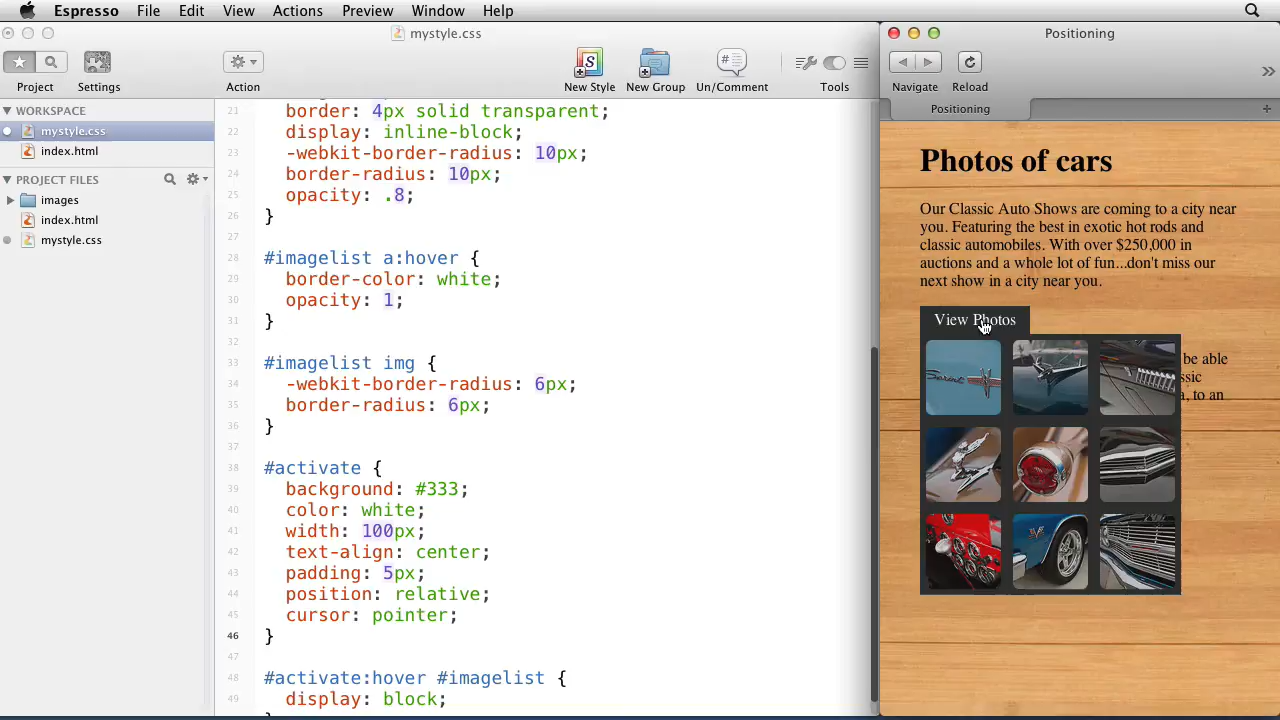 Espresso File Edit View Actions Preview Window Help
mystyle.css
Project
Settings
Action
New Style
New Group
Un/Comment
Tools
WORKSPACE
mystyle.css
index.html
PROJECT FILES
images
index.html
mystyle.css
21 border: 4px solid transparent;
22 display: inline-block;
23 -webkit-border-radius: 10px;
24 border-radius: 10px;
25 opacity: .8;
26 }
27
28 #imagelist a:hover {
29 border-color: white;
30 opacity: 1;
31 }
32
33 #imagelist img {
34 -webkit-border-radius: 6px;
35 border-radius: 6px;
36 }
37
38 #activate {
39 background: #333;
40 color: white;
41 width: 100px;
42 text-align: center;
43 padding: 5px;
44 position: relative;
45 cursor: pointer;
46 }
47
48 #activate:hover #imagelist {
49 display: block;
Positioning
Navigate
Reload
Positioning
Photos of cars
Our Classic Auto Shows are coming to a city near
you. Featuring the best in exotic hot rods and
classic automobiles. With over $250,000 in
auctions and a whole lot of fun...don't miss our
next show in a city near you.
View Photos
be able
ssic
, to an